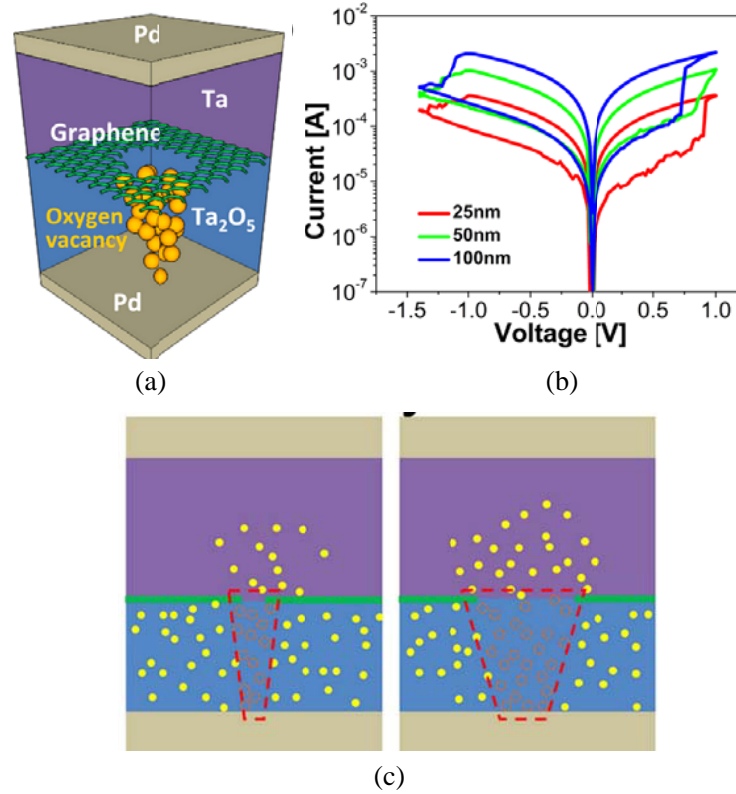 Pd
Ta
Graphene
Oxygen
vacancy
Ta₂O₅
Pd
(a)
(b)
10⁻²
10⁻³
10⁻⁴
10⁻⁵
10⁻⁶
10⁻⁷
Current [A]
25nm
50nm
100nm
-1.5 -1.0 -0.5 0.0 0.5 1.0
Voltage [V]
(a)
(b)
(c)